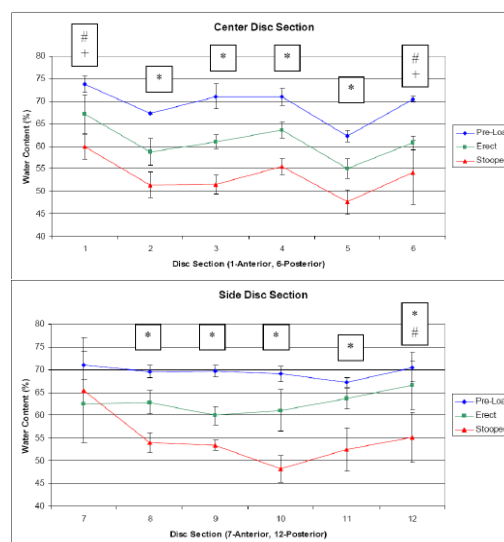 Center Disc Section
# * * * * #
+ +
80
75
70
65
60
55
50
45
40
Water Content (%)
1 2 3 4 5 6
Disc Section (1-Anterior, 6-Posterior)
Pre-Loa
Erect
Stooped
Side Disc Section
* * * * *
#
80
75
70
65
60
55
50
45
40
Water Content (%)
7 8 9 10 11 12
Disc Section (7-Anterior, 12-Posterior)
Pre-Loa
Erect
Stooped